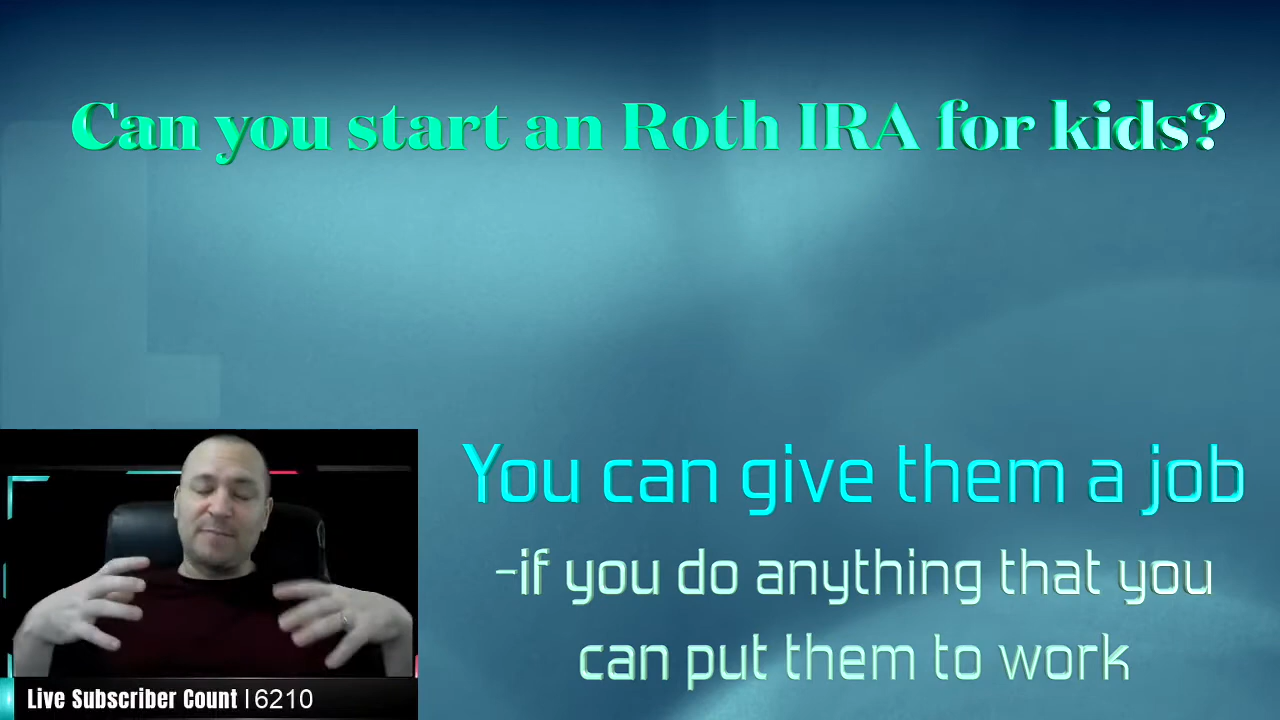 Can you start an Roth IRA for kids?
You can give them a job
-if you do anything that you
can put them to work
Live Subscriber Count | 6210